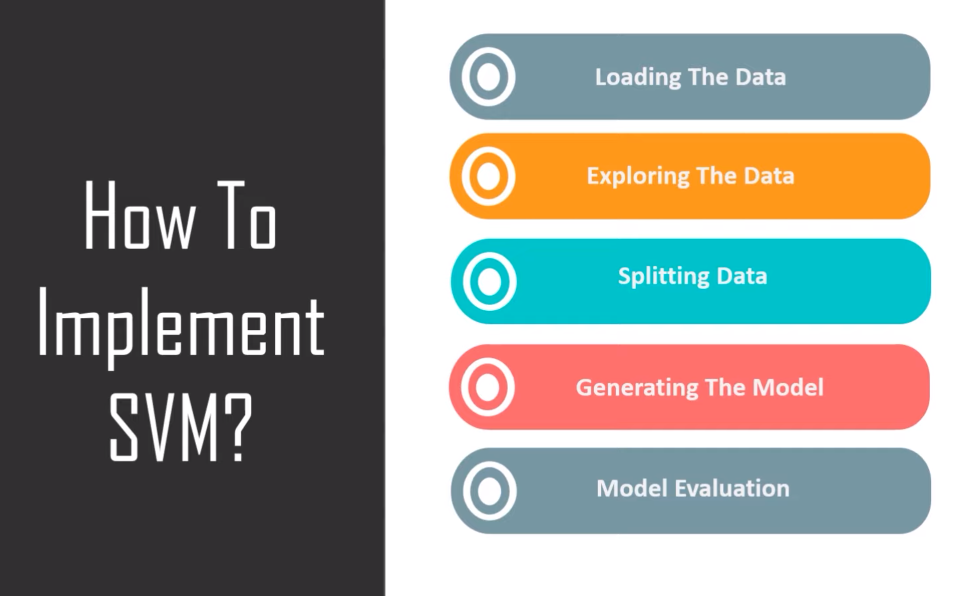 How To
Implement
SVM?
Loading The Data
Exploring The Data
Splitting Data
Generating The Model
Model Evaluation